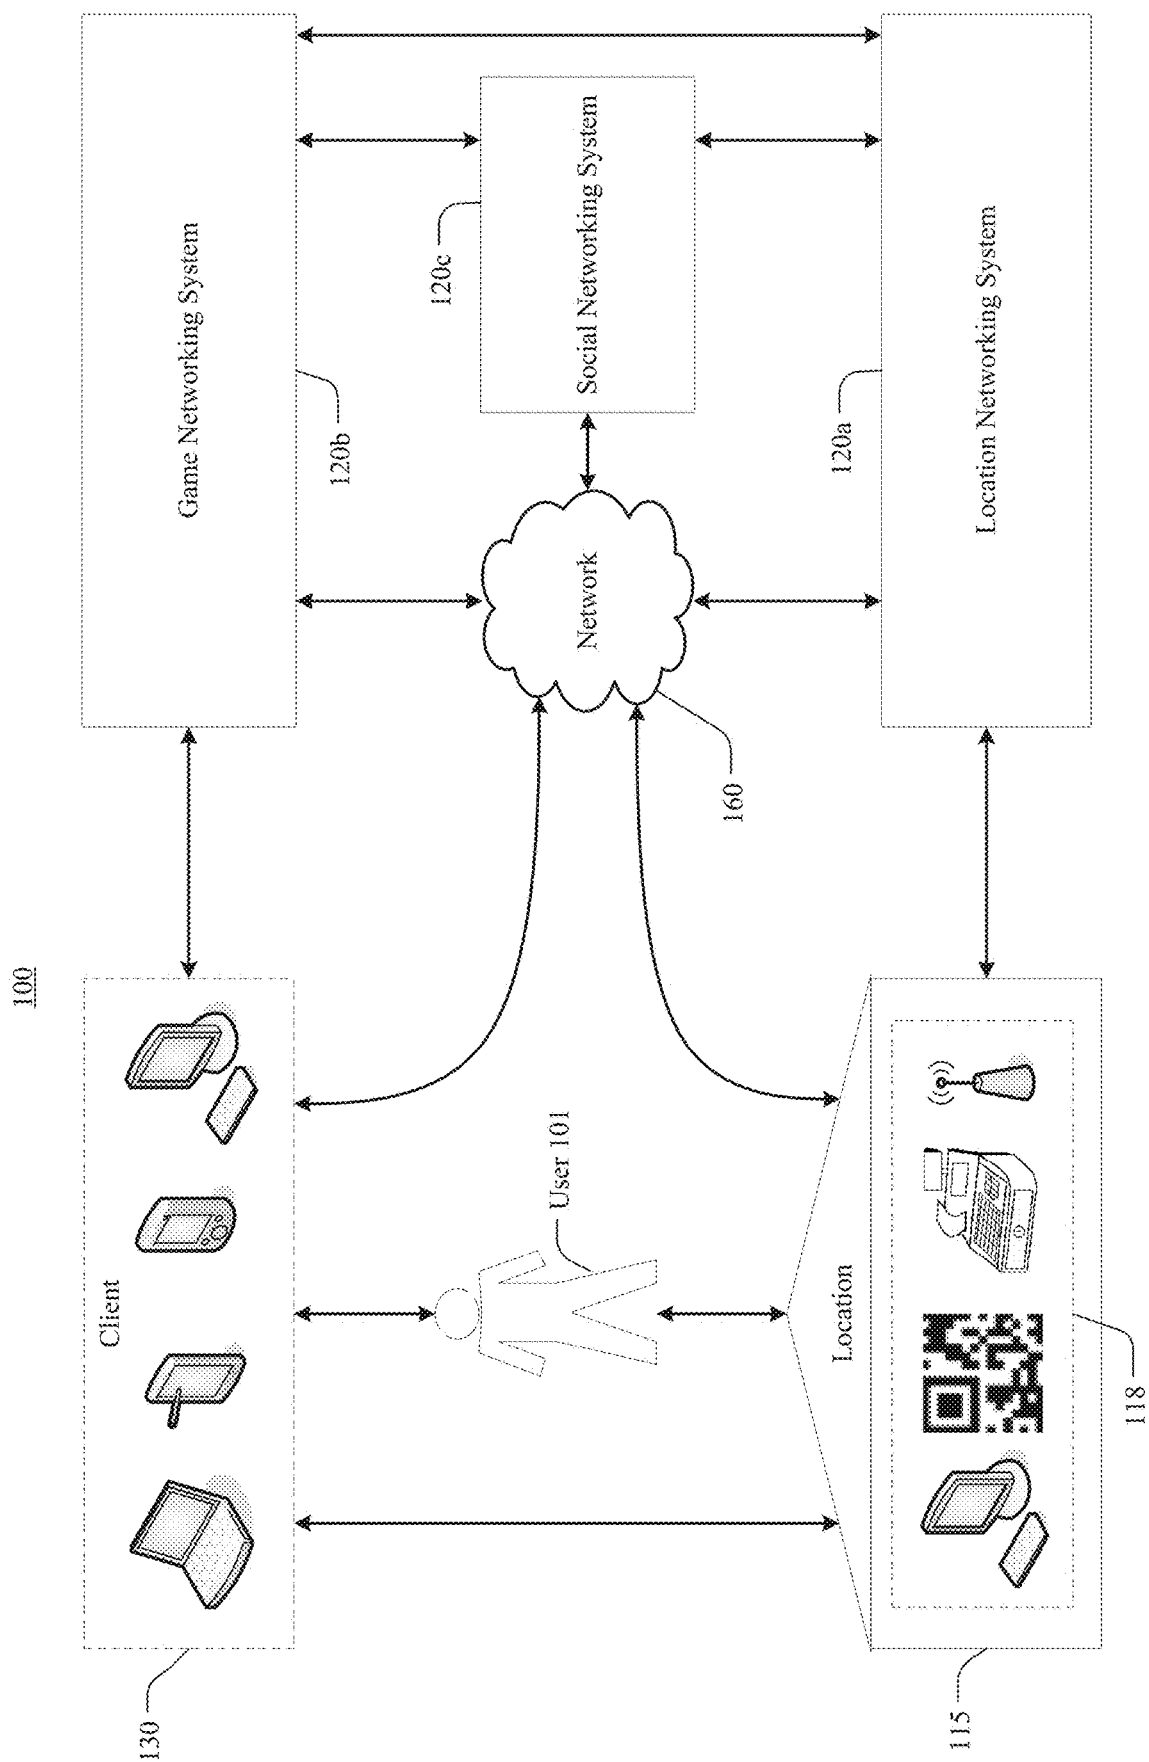 100
130
Client
Game Networking System
120b
User 101
Network
160
120c
Social Networking System
Location
118
115
120a
Location Networking System